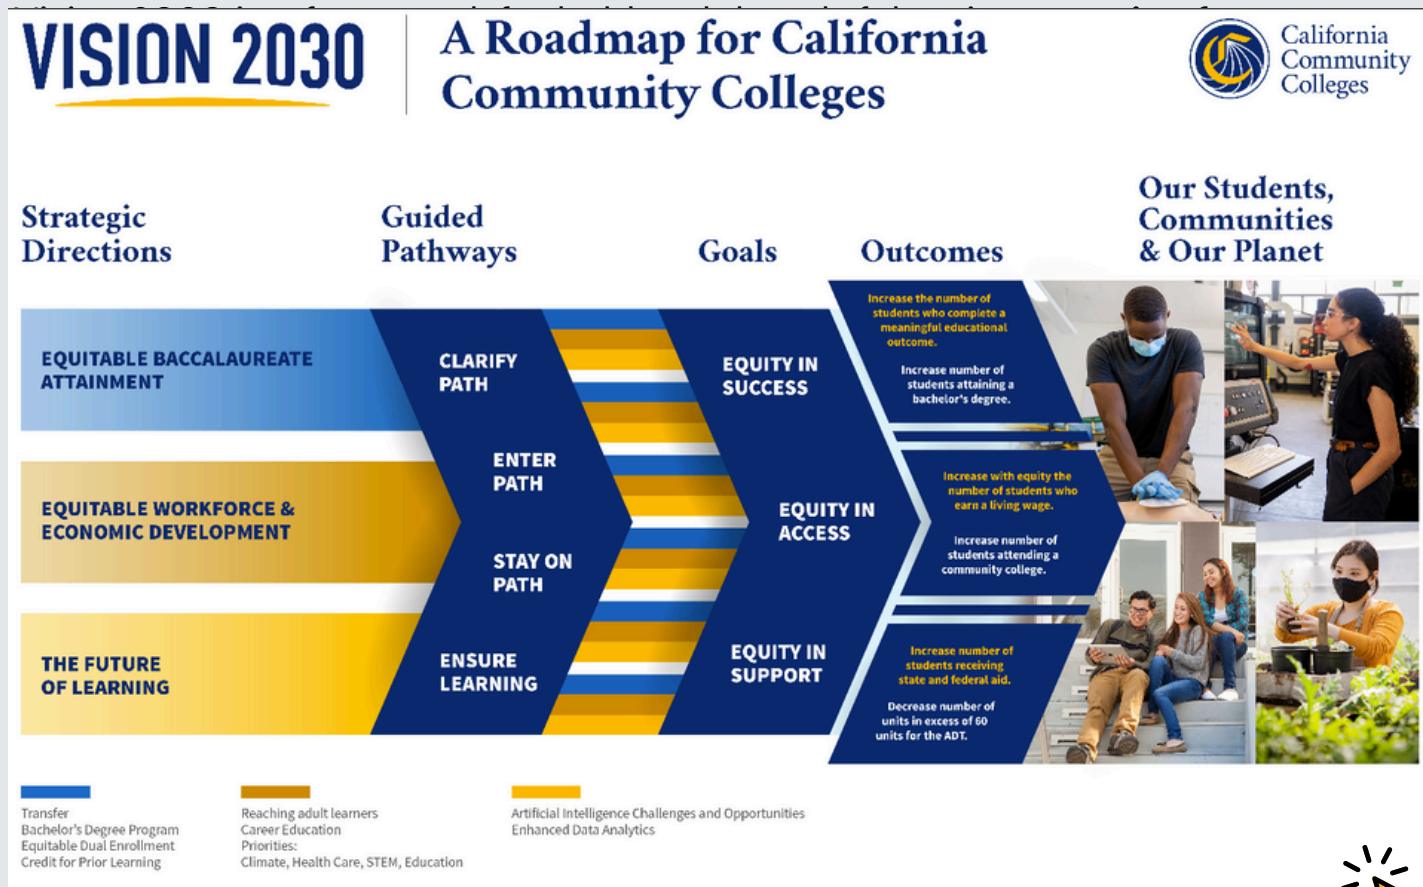 VISION 2030
A Roadmap for California
Community Colleges
California
Community
Colleges
Strategic
Directions
Guided
Pathways
Goals
Outcomes
Our Students,
Communities
& Our Planet
EQUITABLE BACCALAUREATE
ATTAINMENT
EQUITABLE WORKFORCE &
ECONOMIC DEVELOPMENT
THE FUTURE
OF LEARNING
CLARIFY
PATH
ENTER
PATH
STAY ON
PATH
ENSURE
LEARNING
EQUITY IN
SUCCESS
EQUITY IN
ACCESS
EQUITY IN
SUPPORT
Increase the number of
students who complete a
meaningful educational
outcome.
Increase number of
students attaining a
bachelor's degree.
Increase with equity the
number of students who
earn a living wage.
Increase number of
students attending a
community college.
Increase number of
students receiving
state and federal aid.
Decrease number of
units in excess of 60
units for the ADT.
Transfer
Bachelor's Degree Program
Equitable Dual Enrollment
Credit for Prior Learning
Reaching adult learners
Career Education
Priorities:
Climate, Health Care, STEM, Education
Artificial Intelligence Challenges and Opportunities
Enhanced Data Analytics